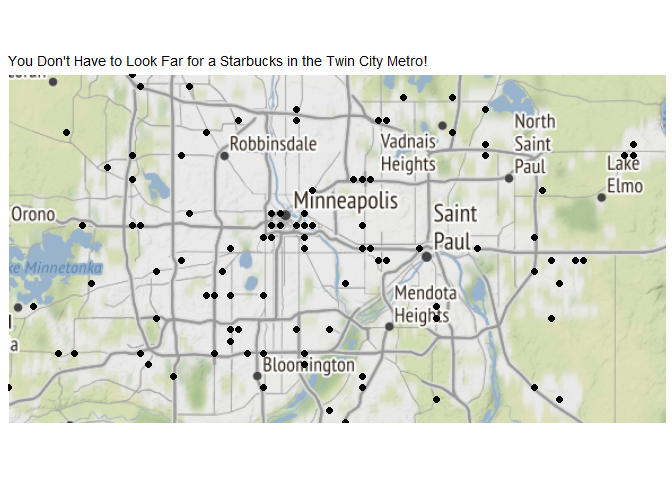 You Don't Have to Look Far for a Starbucks in the Twin City Metro!
Robbinsdale
Vadnais
Heights
North
Saint
Paul
Lake
Elmo
Minneapolis
Orono
Saint
Paul
Minnetonka
Mendota
Heights
Bloomington